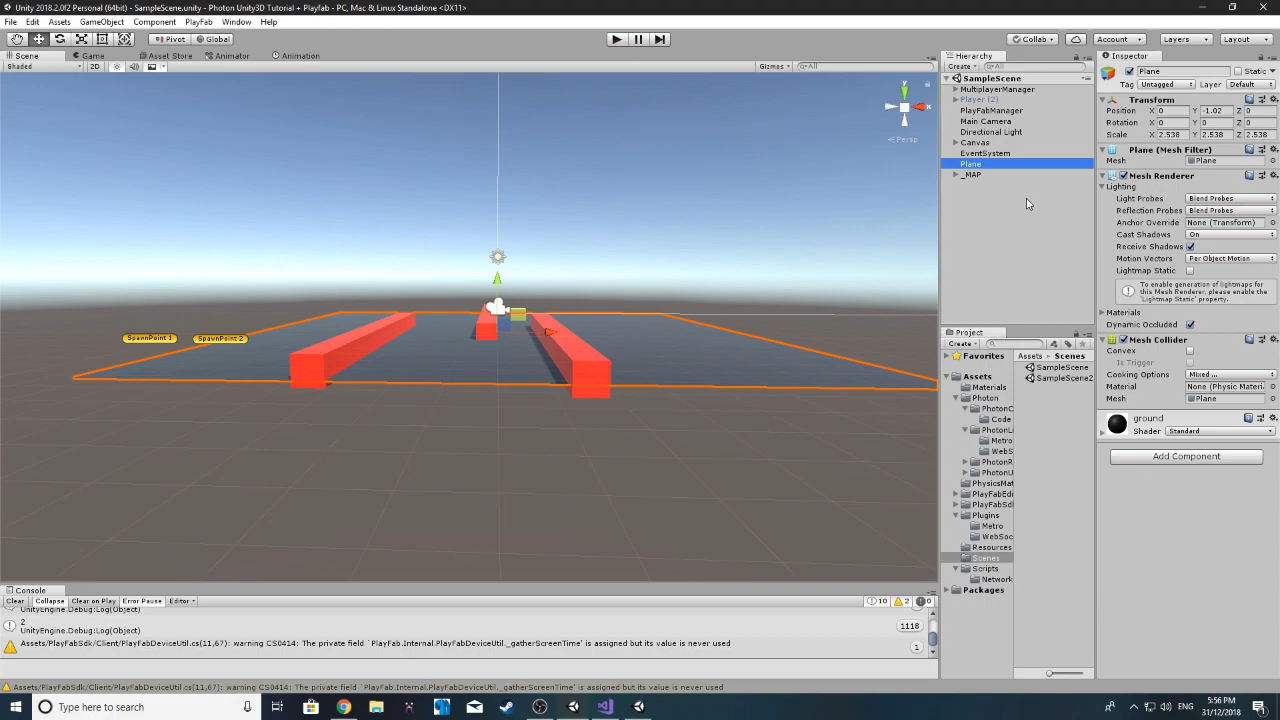 Unity 2018.2.0f2 Personal (64bit) - SampleScene.unity - Photon Unity3D Tutorial + Playfab - PC, Mac & Linux Standalone <DX11>
File Edit Assets GameObject Component PlayFab Window Help
Pivot Global Collab Account Layers Layout
Scene Game Asset Store Animator Animation
Shaded 2D Gizmos All
y
x
Persp
SpawnPoint 1 SpawnPoint 2
Hierarchy
Create All
SampleScene
MultiplayerManager
Player (2)
PlayFabManager
Main Camera
Directional Light
Canvas
EventSystem
Plane
_MAP
Inspector
Plane Static
Tag Untagged Layer Default
Transform
Position X 0 Y -1.02 Z 0
Rotation X 0 Y 0 Z 0
Scale X 2.538 Y 2.538 Z 2.538
Plane (Mesh Filter)
Mesh Plane
Mesh Renderer
Lighting
Light Probes Blend Probes
Reflection Probes Blend Probes
Anchor Override None (Transform)
Cast Shadows On
Receive Shadows
Motion Vectors Per Object Motion
Lightmap Static
To enable generation of lightmaps for
this Mesh Renderer, please enable the
'Lightmap Static' property.
Materials
Dynamic Occluded
Mesh Collider
Convex
Is Trigger
Cooking Options Mixed ...
Material None (Physic Materi
Mesh Plane
ground
Shader Standard
Add Component
Project
Create
Favorites
Assets
Materials
Photon
PhotonC
Code
PhotonL
Metro
WebS
PhotonR
PhotonU
PhysicsMat
PlayFabEdi
PlayFabSd
Plugins
Metro
WebSoc
Resources
Scenes
Scripts
Network
Packages
Assets Scenes
SampleScene
SampleScene2
Console
Clear Collapse Clear on Play Error Pause Editor 10 2 0
UnityEngine.Debug:Log(Object)
2
UnityEngine.Debug:Log(Object) 1118
Assets/PlayFabSdk/Client/PlayFabDeviceUtil.cs(11,67): warning CS0414: The private field `PlayFab.Internal.PlayFabDeviceUtil._gatherScreenTime' is assigned but its value is never used 1
Assets/PlayFabSdk/Client/PlayFabDeviceUtil.cs(11,67): warning CS0414: The private field `PlayFab.Internal.PlayFabDeviceUtil._gatherScreenTime' is assigned but its value is never used
Type here to search
ENG
5:56 PM
31/12/2018